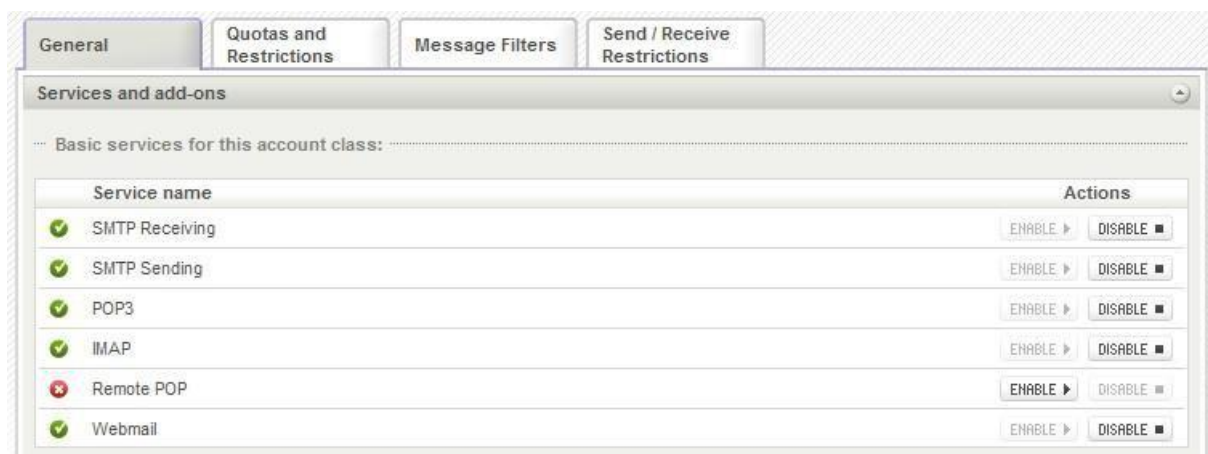 General
Quotas and
Restrictions
Message Filters
Send / Receive
Restrictions
Services and add-ons
Basic services for this account class:
Service name Actions
SMTP Receiving ENABLE DISABLE
SMTP Sending ENABLE DISABLE
POP3 ENABLE DISABLE
IMAP ENABLE DISABLE
Remote POP ENABLE DISABLE
Webmail ENABLE DISABLE